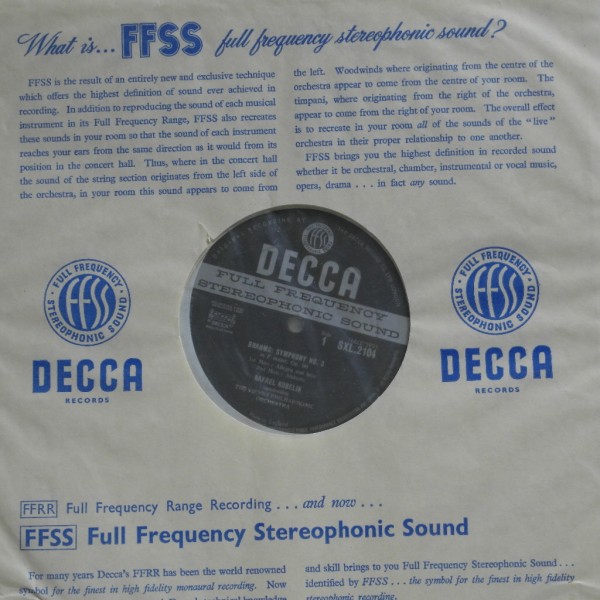 What is... FFSS full frequency stereophonic sound?
FFSS is the result of an entirely new and exclusive technique
which offers the highest definition of sound ever achieved in
recording. In addition to reproducing the sound of each musical
instrument in its Full Frequency Range, FFSS also recreates
these sounds in your room so that the sound of each instrument
reaches your ears from the same direction as it would from its
position in the concert hall. Thus, where in the concert hall
the sound of the string section originates from the left side of
the orchestra, in your room this sound appears to come from
the left. Woodwinds where originating from the centre of the
orchestra appear to come from the centre of your room. The
timpani, where originating from the right of the orchestra,
appear to come from the right of your room. The overall effect
is to recreate in your room all of the sounds of the "live"
orchestra in their proper relationship to one another.
FFSS brings you the highest definition in recorded sound
whether it be orchestral, chamber, instrumental or vocal music,
opera, drama . . . in fact any sound.
FFSS
DECCA
FULL FREQUENCY
STEREOPHONIC SOUND
1 SXL.2104
BRAHMS: SYMPHONY No. 3
RAFAEL KUBELIK
FULL FREQUENCY
FFSS
STEREOPHONIC SOUND
DECCA
RECORDS
FULL FREQUENCY
FFSS
STEREOPHONIC SOUND
DECCA
RECORDS
FFRR Full Frequency Range Recording . . . and now . . .
FFSS Full Frequency Stereophonic Sound
For many years Decca's FFRR has been the world renowned
symbol for the finest in high fidelity monaural recording. Now
and skill brings to you Full Frequency Stereophonic Sound . . .
identified by FFSS . . . the symbol for the finest in high fidelity
stereophonic recording.